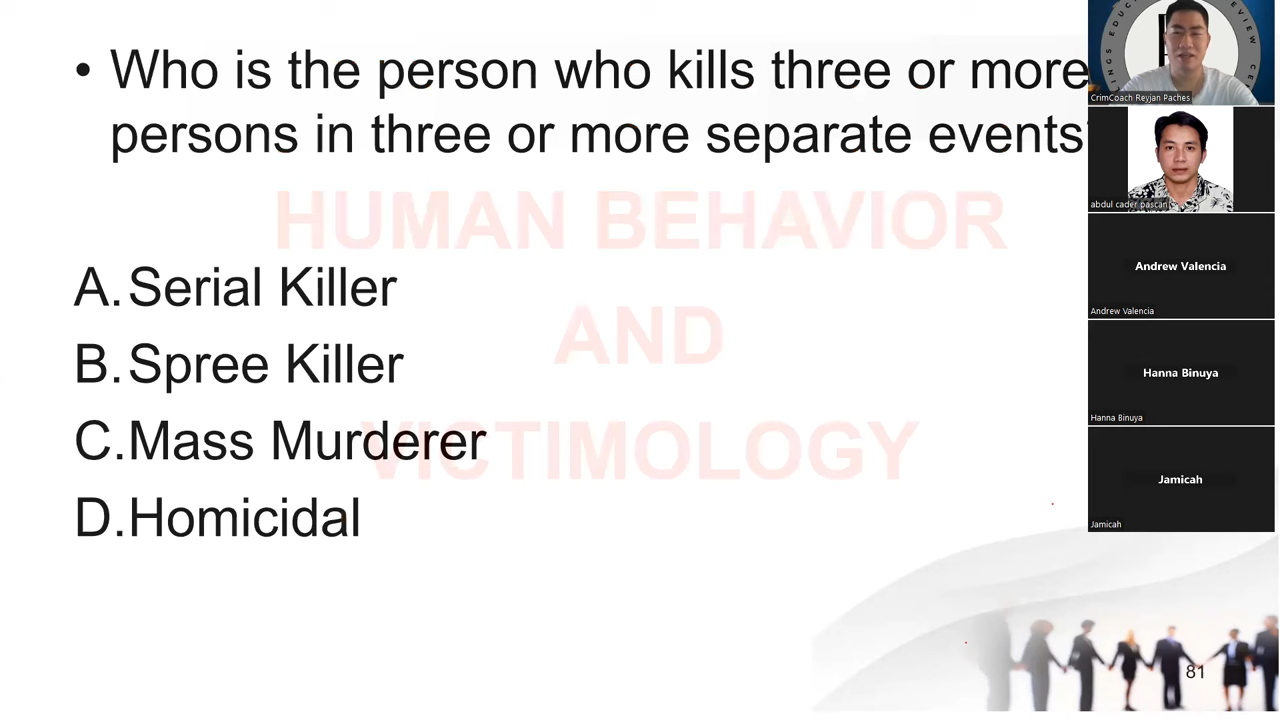 • Who is the person who kills three or more
persons in three or more separate events
HUMAN BEHAVIOR
AND
VICTIMOLOGY
A. Serial Killer
B. Spree Killer
C. Mass Murderer
D. Homicidal
81
CrimCoach Reyjan Paches
abdul cader pascan
Andrew Valencia
Andrew Valencia
Hanna Binuya
Hanna Binuya
Jamicah
Jamicah